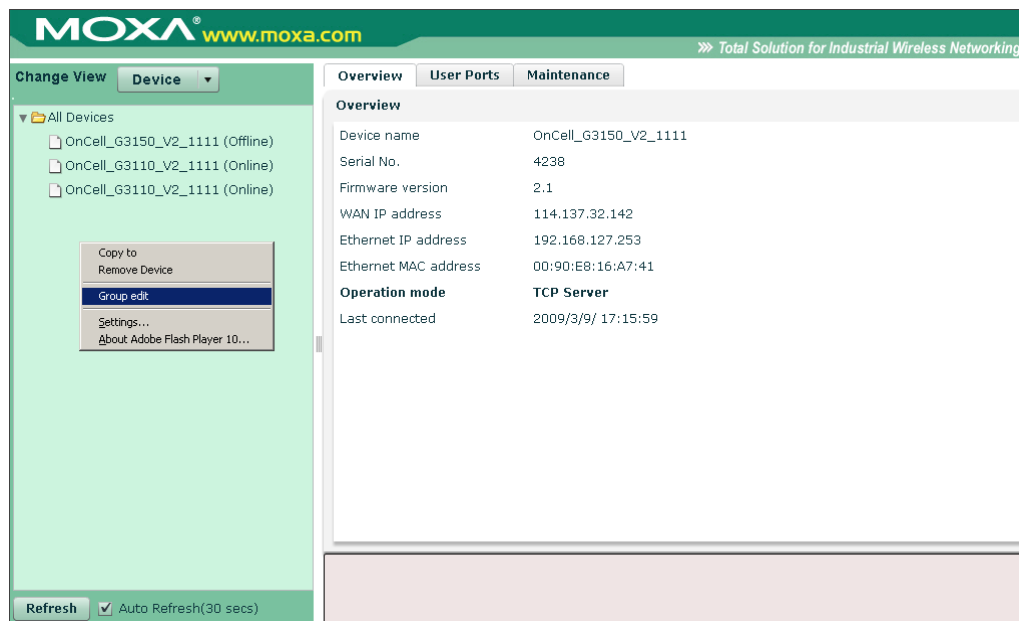 MOXA® www.moxa.com
Total Solution for Industrial Wireless Networking
Change View Device
All Devices
OnCell_G3150_V2_1111 (Offline)
OnCell_G3110_V2_1111 (Online)
OnCell_G3110_V2_1111 (Online)
Copy to
Remove Device
Group edit
Settings...
About Adobe Flash Player 10...
Refresh Auto Refresh(30 secs)
Overview User Ports Maintenance
Overview
Device name OnCell_G3150_V2_1111
Serial No. 4238
Firmware version 2.1
WAN IP address 114.137.32.142
Ethernet IP address 192.168.127.253
Ethernet MAC address 00:90:E8:16:A7:41
Operation mode TCP Server
Last connected 2009/3/9/ 17:15:59